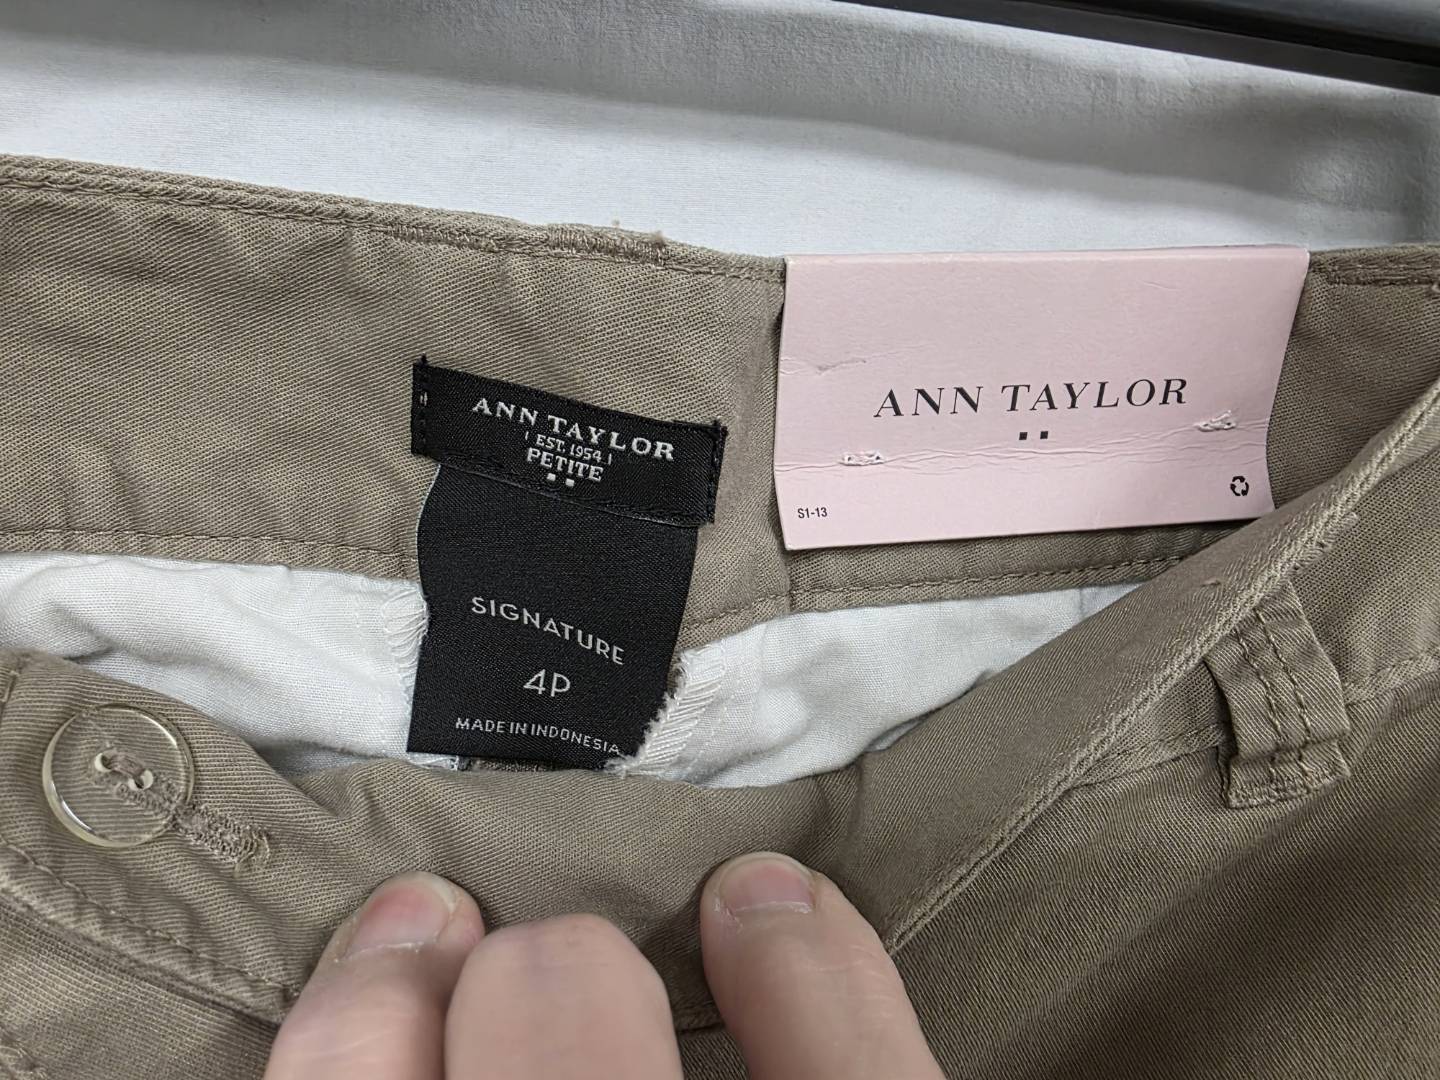 ANN TAYLOR
EST. 1954
PETITE
SIGNATURE
4P
MADE IN INDONESIA
ANN TAYLOR
S1-13